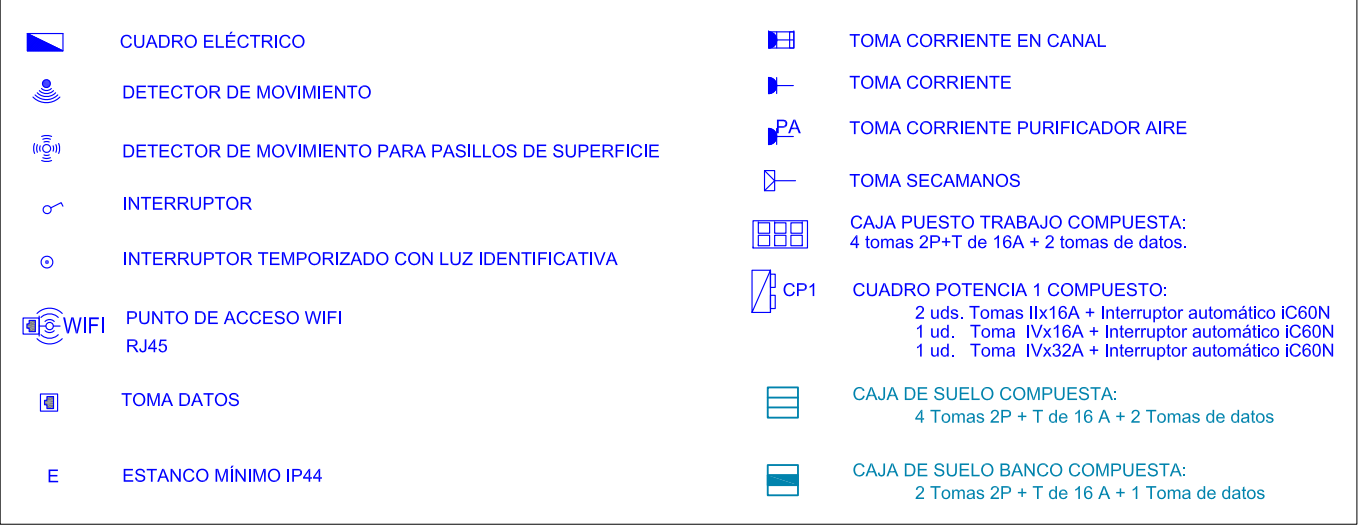 CUADRO ELÉCTRICO
DETECTOR DE MOVIMIENTO
DETECTOR DE MOVIMIENTO PARA PASILLOS DE SUPERFICIE
INTERRUPTOR
INTERRUPTOR TEMPORIZADO CON LUZ IDENTIFICATIVA
WIFI PUNTO DE ACCESO WIFI
RJ45
TOMA DATOS
E ESTANCO MÍNIMO IP44
TOMA CORRIENTE EN CANAL
TOMA CORRIENTE
PA TOMA CORRIENTE PURIFICADOR AIRE
TOMA SECAMANOS
CAJA PUESTO TRABAJO COMPUESTA:
4 tomas 2P+T de 16A + 2 tomas de datos.
CP1 CUADRO POTENCIA 1 COMPUESTO:
2 uds. Tomas IIx16A + Interruptor automático iC60N
1 ud. Toma IVx16A + Interruptor automático iC60N
1 ud. Toma IVx32A + Interruptor automático iC60N
CAJA DE SUELO COMPUESTA:
4 Tomas 2P + T de 16 A + 2 Tomas de datos
CAJA DE SUELO BANCO COMPUESTA:
2 Tomas 2P + T de 16 A + 1 Toma de datos